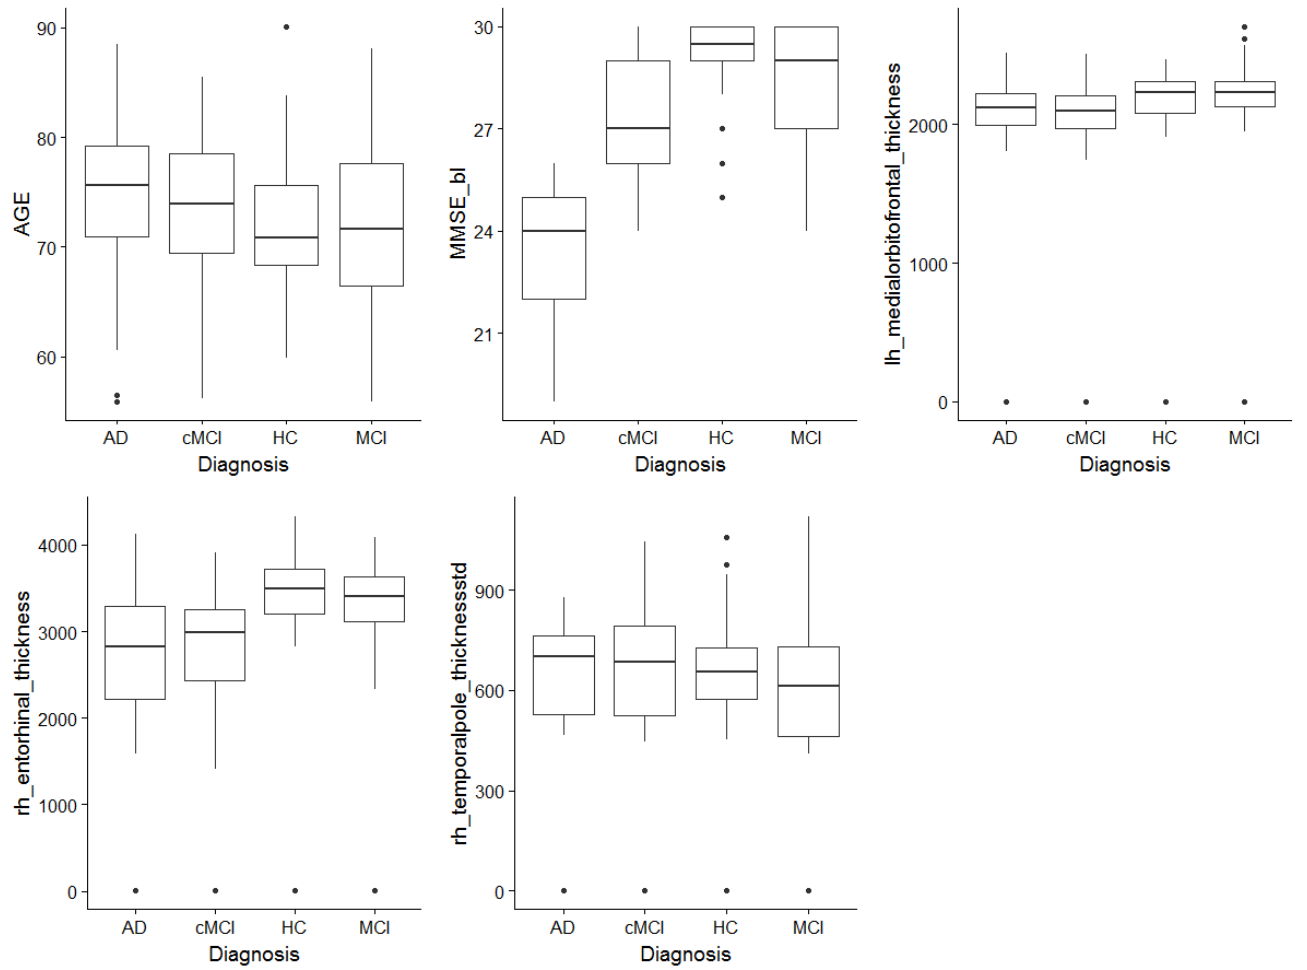 AGE
90
80
70
60
AD cMCI HC MCI
Diagnosis
MMSE_bl
30
27
24
21
AD cMCI HC MCI
Diagnosis
lh_medialorbitofrontal_thickness
2000
1000
0
AD cMCI HC MCI
Diagnosis
rh_entorhinal_thickness
4000
3000
2000
1000
0
AD cMCI HC MCI
Diagnosis
rh_temporalpole_thicknessstd
900
600
300
0
AD cMCI HC MCI
Diagnosis